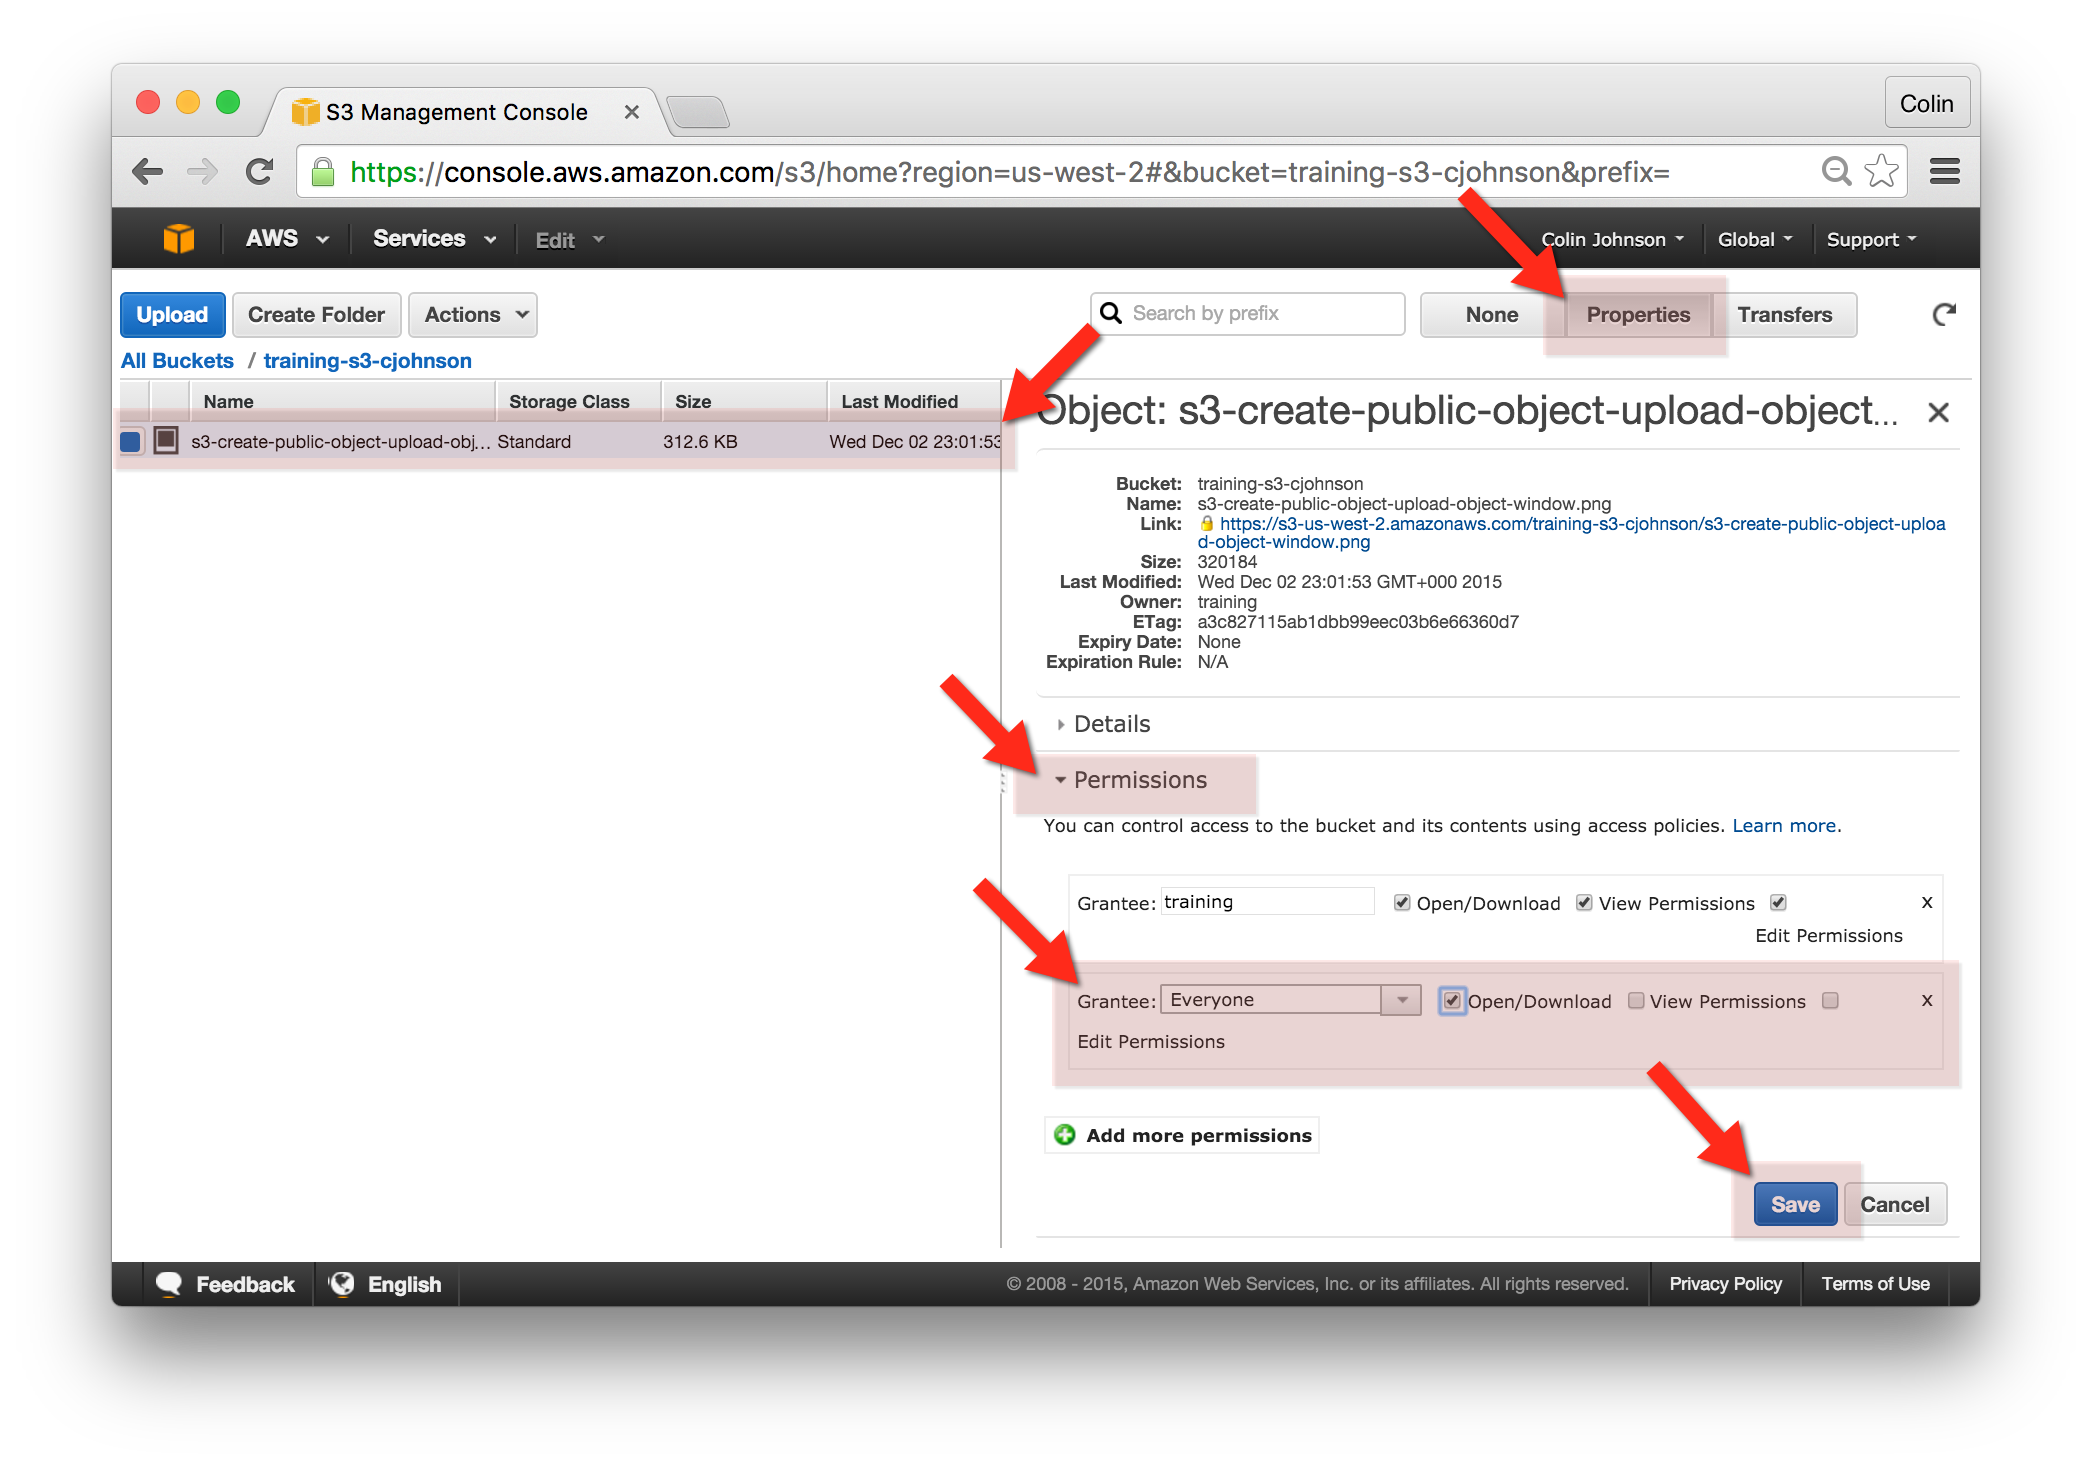 S3 Management Console
Colin
https://console.aws.amazon.com/s3/home?region=us-west-2#&bucket=training-s3-cjohnson&prefix=
AWS Services Edit Colin Johnson Global Support
Upload Create Folder Actions Search by prefix None Properties Transfers
All Buckets / training-s3-cjohnson
Name Storage Class Size Last Modified
s3-create-public-object-upload-obj... Standard 312.6 KB Wed Dec 02 23:01:53
Object: s3-create-public-object-upload-object...
Bucket: training-s3-cjohnson
Name: s3-create-public-object-upload-object-window.png
Link: https://s3-us-west-2.amazonaws.com/training-s3-cjohnson/s3-create-public-object-uploa
d-object-window.png
Size: 320184
Last Modified: Wed Dec 02 23:01:53 GMT+000 2015
Owner: training
ETag: a3c827115ab1dbb99eec03b6e66360d7
Expiry Date: None
Expiration Rule: N/A
Details
Permissions
You can control access to the bucket and its contents using access policies. Learn more.
Grantee: training Open/Download View Permissions x
Edit Permissions
Grantee: Everyone Open/Download View Permissions x
Edit Permissions
Add more permissions
Save Cancel
Feedback English © 2008 - 2015, Amazon Web Services, Inc. or its affiliates. All rights reserved. Privacy Policy Terms of Use